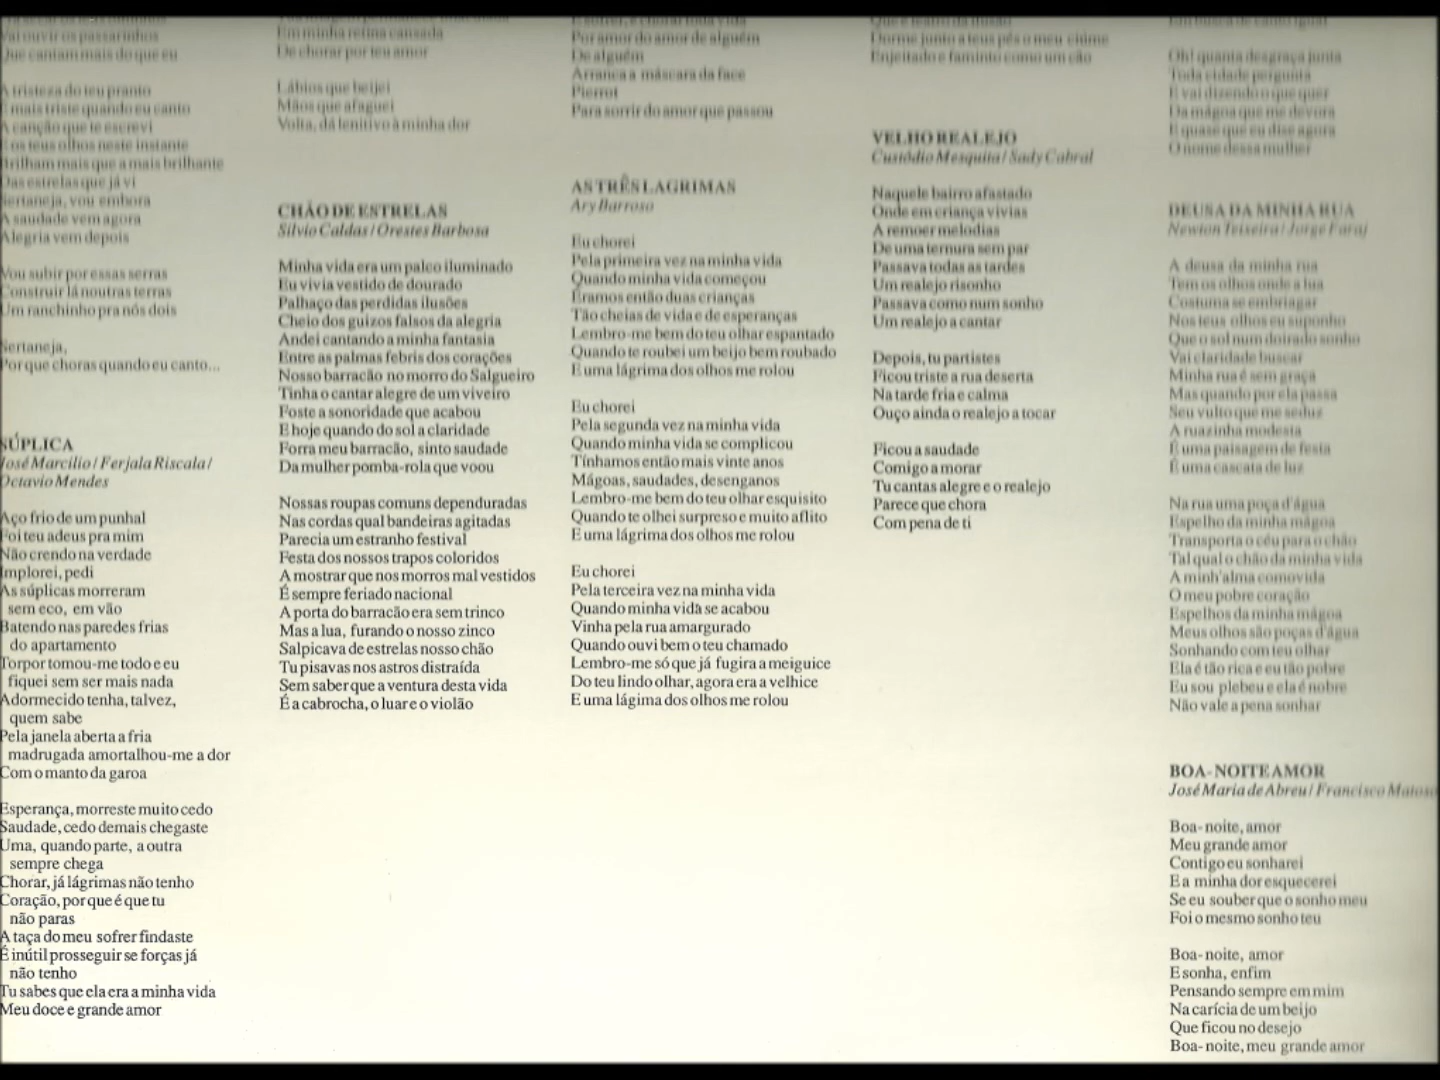 Vai ouvir os passarinhos
Que cantam mais do que eu
A tristeza do teu pranto
É mais triste quando eu canto
A canção que te escrevi
E os teus olhos neste instante
Brilham mais que a mais brilhante
Das estrelas que já vi
Sertaneja, vou embora
A saudade vem agora
Alegria vem depois
Vou subir por essas serras
Construir lá noutras terras
Um ranchinho pra nós dois
Sertaneja,
Por que choras quando eu canto...
SÚPLICA
José Marcílio / Ferjala Riscala /
Octavio Mendes
Aço frio de um punhal
Foi teu adeus pra mim
Não crendo na verdade
Implorei, pedi
As súplicas morreram
sem eco, em vão
Batendo nas paredes frias
do apartamento
Torpor tomou-me todo e eu
fiquei sem ser mais nada
Adormecido tenha, talvez,
quem sabe
Pela janela aberta a fria
madrugada amortalhou-me a dor
Com o manto da garoa
Esperança, morreste muito cedo
Saudade, cedo demais chegaste
Uma, quando parte, a outra
sempre chega
Chorar, já lágrimas não tenho
Coração, por que é que tu
não paras
A taça do meu sofrer findaste
É inútil prosseguir se forças já
não tenho
Tu sabes que ela era a minha vida
Meu doce e grande amor
Em minha retina cansada
De chorar por teu amor
Lábios que beijei
Mãos que afaguei
Volta, dá lenitivo à minha dor
CHÃO DE ESTRELAS
Silvio Caldas / Orestes Barbosa
Minha vida era um palco iluminado
Eu vivia vestido de dourado
Palhaço das perdidas ilusões
Cheio dos guizos falsos da alegria
Andei cantando a minha fantasia
Entre as palmas febris dos corações
Nosso barracão no morro do Salgueiro
Tinha o cantar alegre de um viveiro
Foste a sonoridade que acabou
E hoje quando do sol a claridade
Forra meu barracão, sinto saudade
Da mulher pomba-rola que voou
Nossas roupas comuns dependuradas
Nas cordas qual bandeiras agitadas
Parecia um estranho festival
Festa dos nossos trapos coloridos
A mostrar que nos morros mal vestidos
É sempre feriado nacional
A porta do barracão era sem trinco
Mas a lua, furando o nosso zinco
Salpicava de estrelas nosso chão
Tu pisavas nos astros distraída
Sem saber que a ventura desta vida
É a cabrocha, o luar e o violão
E sofrer, e chorar toda vida
Por amor do amor de alguém
De alguém
Arranca a máscara da face
Pierrot
Para sorrir do amor que passou
AS TRÊS LAGRIMAS
Ary Barroso
Eu chorei
Pela primeira vez na minha vida
Quando minha vida começou
Éramos então duas crianças
Tão cheias de vida e de esperanças
Lembro-me bem do teu olhar espantado
Quando te roubei um beijo bem roubado
E uma lágrima dos olhos me rolou
Eu chorei
Pela segunda vez na minha vida
Quando minha vida se complicou
Tínhamos então mais vinte anos
Mágoas, saudades, desenganos
Lembro-me bem do teu olhar esquisito
Quando te olhei surpreso e muito aflito
E uma lágrima dos olhos me rolou
Eu chorei
Pela terceira vez na minha vida
Quando minha vida se acabou
Vinha pela rua amargurado
Quando ouvi bem o teu chamado
Lembro-me só que já fugira a meiguice
Do teu lindo olhar, agora era a velhice
E uma lágima dos olhos me rolou
Que é teatro da ilusão
Dorme junto a teus pés o meu ciúme
Enjeitado e faminto como um cão
VELHO REALEJO
Custódio Mesquita / Sady Cabral
Naquele bairro afastado
Onde em criança vivias
A remoer melodias
De uma ternura sem par
Passava todas as tardes
Um realejo risonho
Passava como num sonho
Um realejo a cantar
Depois, tu partistes
Ficou triste a rua deserta
Na tarde fria e calma
Ouço ainda o realejo a tocar
Ficou a saudade
Comigo a morar
Tu cantas alegre e o realejo
Parece que chora
Com pena de ti
Em busca de canto igual
Oh! quanta desgraça junta
Toda cidade pergunta
E vai dizendo o que quer
Da mágoa que me devora
E quase que eu dise agora
O nome dessa mulher
DEUSA DA MINHA RUA
Newton Teixeira / Jorge Faraj
A deusa da minha rua
Tem os olhos onde a lua
Costuma se embriagar
Nos teus olhos eu suponho
Que o sol num doirado sonho
Vai claridade buscar
Minha rua é sem graça
Mas quando por ela passa
Seu vulto que me seduz
A ruazinha modesta
É uma paisagem de festa
É uma cascata de luz
Na rua uma poça d'água
Espelho da minha mágoa
Transporta o céu para o chão
Tal qual o chão da minha vida
A minh'alma comovida
O meu pobre coração
Espelhos da minha mágoa
Meus olhos são poças d'água
Sonhando com teu olhar
Ela é tão rica e eu tão pobre
Eu sou plebeu e ela é nobre
Não vale a pena sonhar
BOA-NOITE AMOR
José Maria de Abreu / Francisco Matoso
Boa-noite, amor
Meu grande amor
Contigo eu sonharei
E a minha dor esquecerei
Se eu souber que o sonho meu
Foi o mesmo sonho teu
Boa-noite, amor
E sonha, enfim
Pensando sempre em mim
Na carícia de um beijo
Que ficou no desejo
Boa-noite, meu grande amor